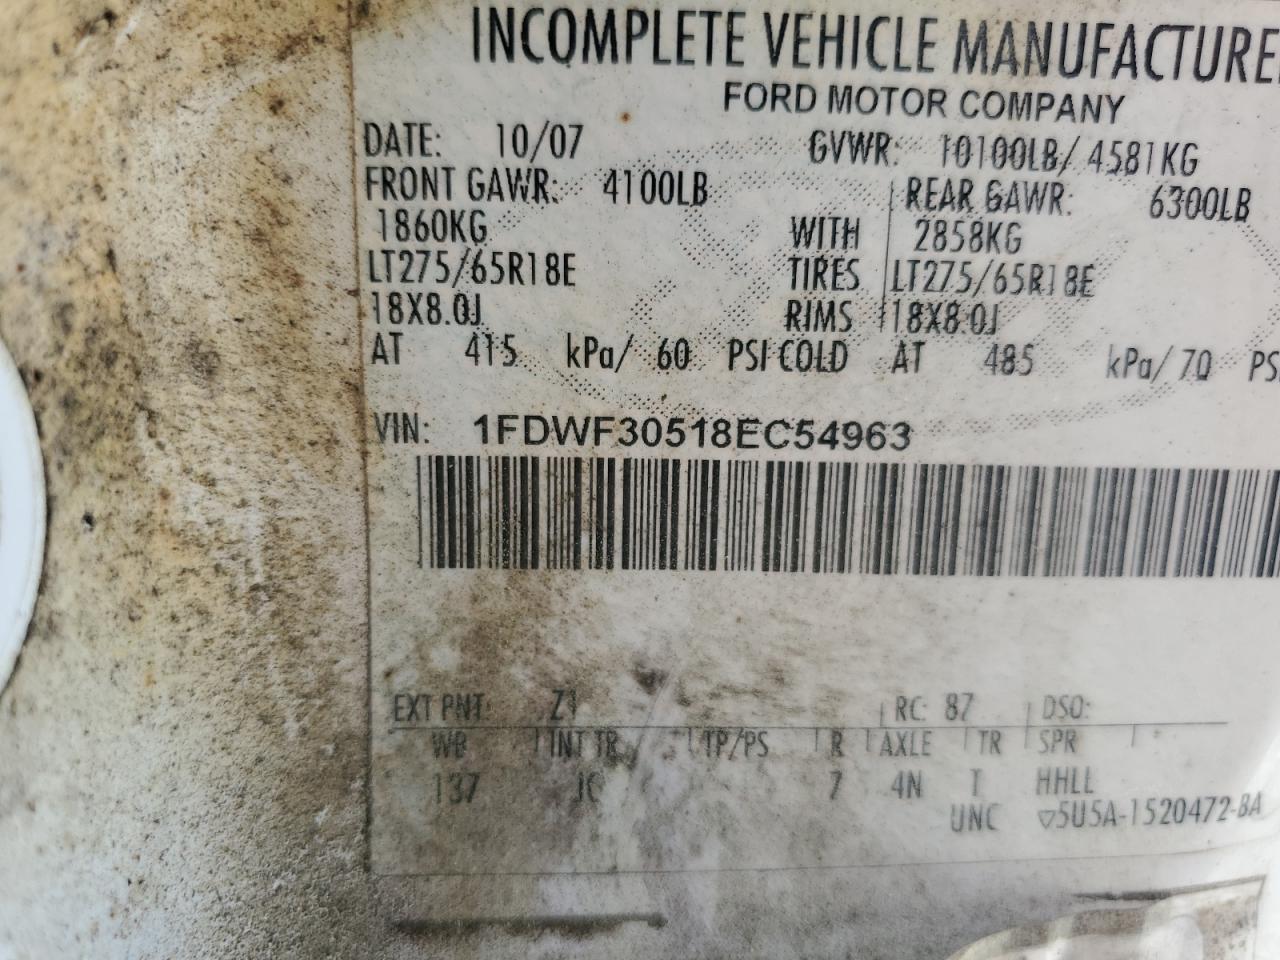 INCOMPLETE VEHICLE MANUFACTURE
FORD MOTOR COMPANY
DATE: 10/07 GVWR: 10100LB/ 4581KG
FRONT GAWR: 4100LB REAR GAWR: 6300LB
1860KG WITH 2858KG
LT275/65R18E TIRES LT275/65R18E
18X8.0J RIMS 18X8.0J
AT 415 kPa/ 60 PSI COLD AT 485 kPa/ 70 PS
VIN: 1FDWF30518EC54963
EXT PNT: Z1 RC: 87 DSO:
WB INT TR TP/PS R AXLE TR SPR
137 7 4N T HHLL
UNC ▽5U5A-1520472-BA